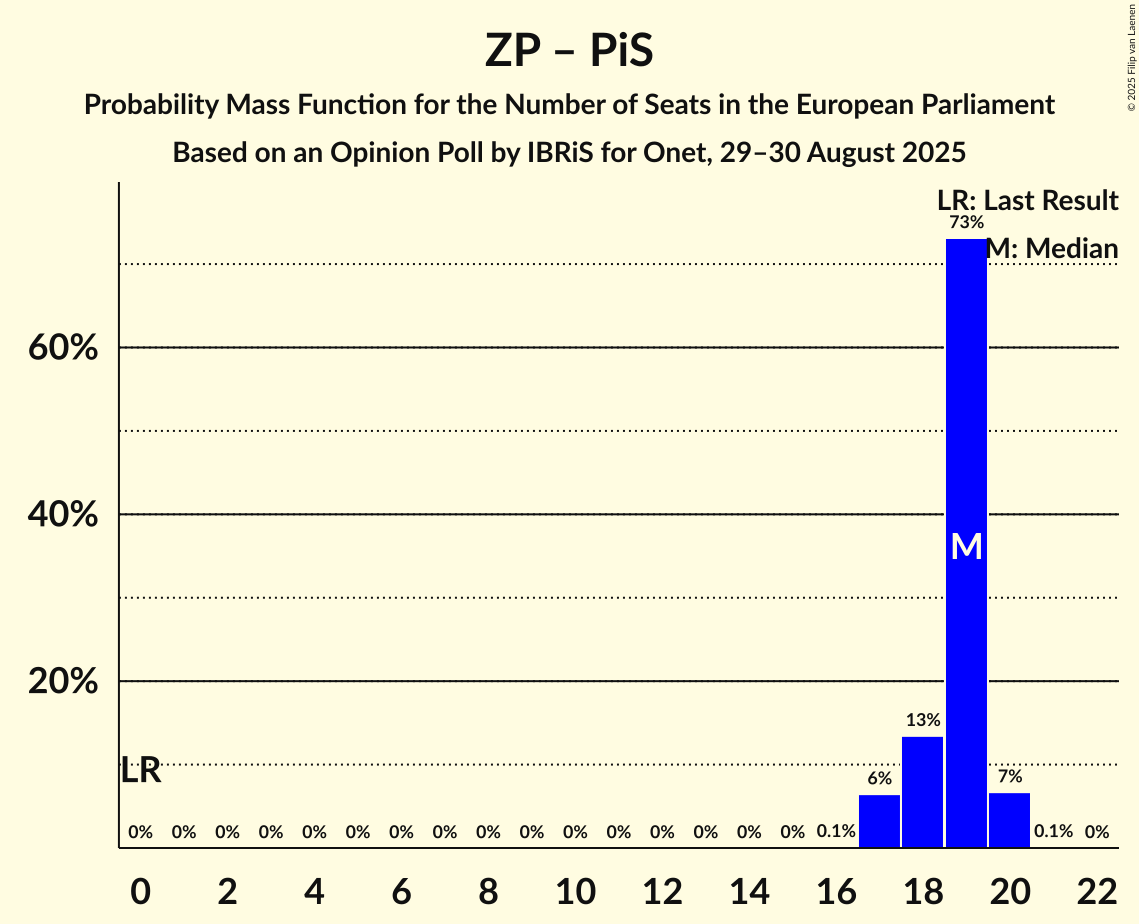 ZP – PiS
Probability Mass Function for the Number of Seats in the European Parliament
Based on an Opinion Poll by IBRiS for Onet, 29–30 August 2025
© 2025 Filip van Laenen
LR: Last Result
M: Median
60%
40%
20%
LR
M
0% 0% 0% 0% 0% 0% 0% 0% 0% 0% 0% 0% 0% 0% 0% 0% 0.1% 6% 13% 73% 7% 0.1% 0%
0 2 4 6 8 10 12 14 16 18 20 22